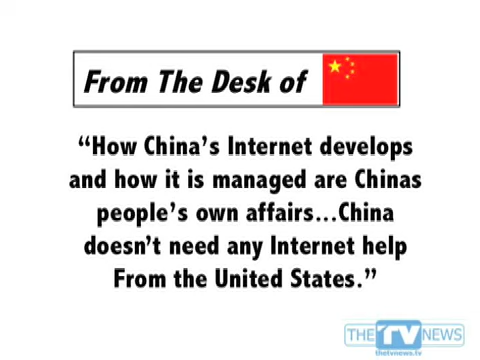 From The Desk of
“How China’s Internet develops
and how it is managed are Chinas
people’s own affairs...China
doesn’t need any Internet help
From the United States.”
THE TV NEWS
thetvnews.tv